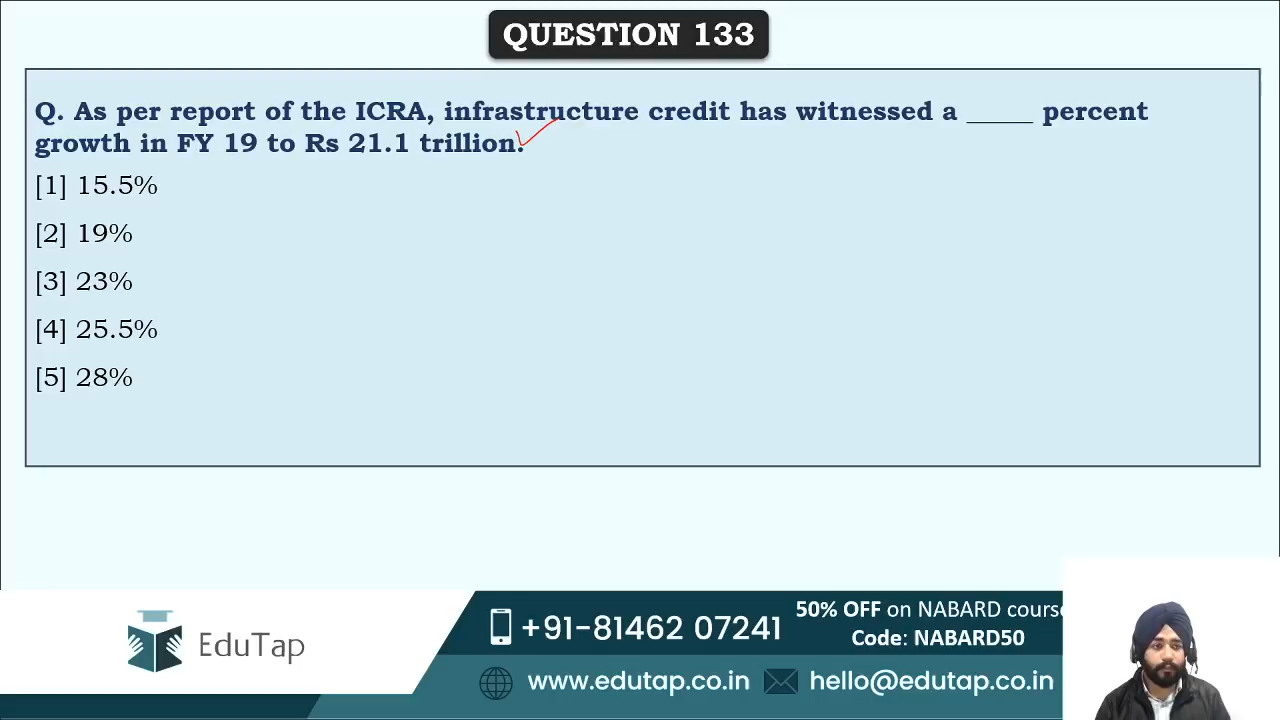 QUESTION 133
Q. As per report of the ICRA, infrastructure credit has witnessed a _____ percent
growth in FY 19 to Rs 21.1 trillion.
[1] 15.5%
[2] 19%
[3] 23%
[4] 25.5%
[5] 28%
EduTap
+91-81462 07241
50% OFF on NABARD course
Code: NABARD50
www.edutap.co.in
hello@edutap.co.in